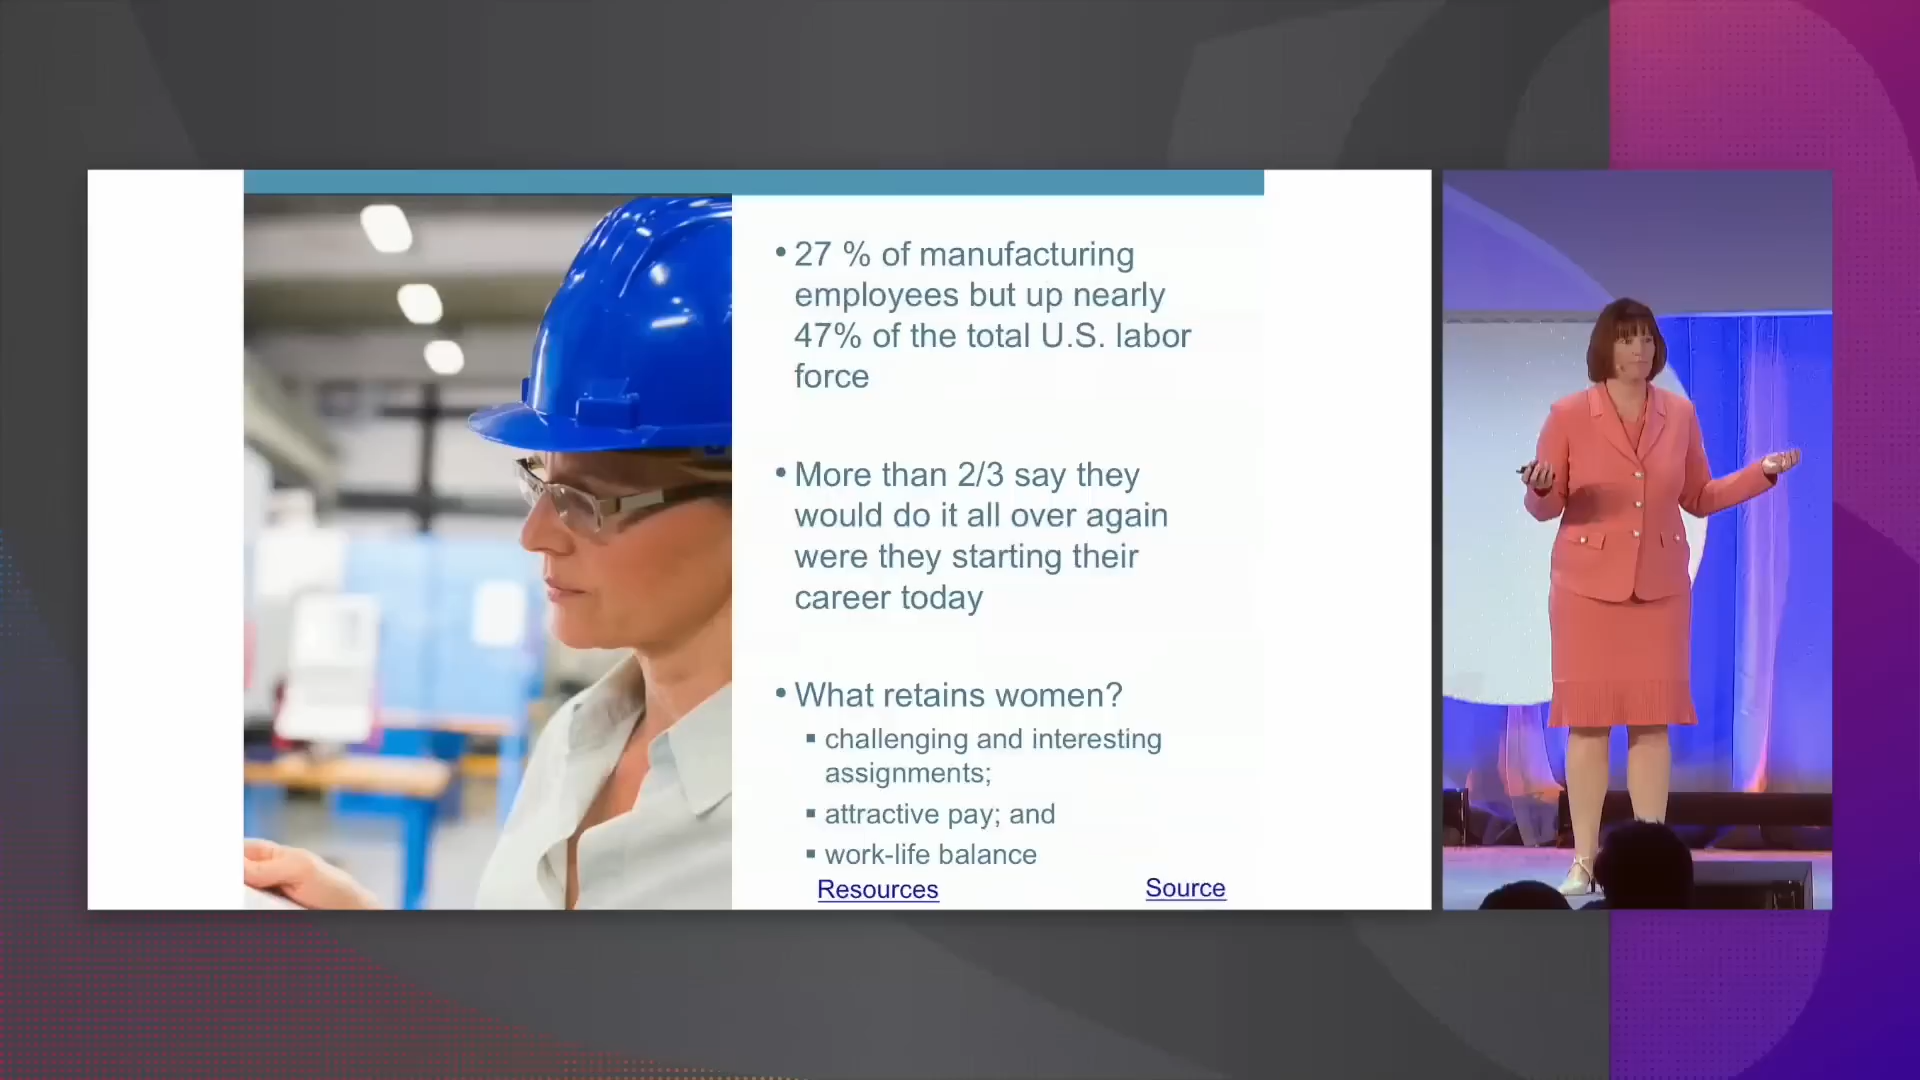 • 27 % of manufacturing
employees but up nearly
47% of the total U.S. labor
force
• More than 2/3 say they
would do it all over again
were they starting their
career today
• What retains women?
▪ challenging and interesting
assignments;
▪ attractive pay; and
▪ work-life balance
Resources
Source